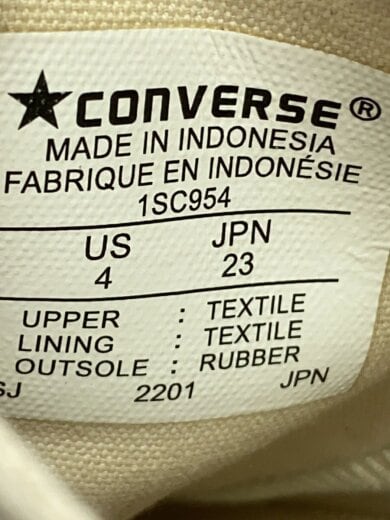 ★CONVERSE®
MADE IN INDONESIA
FABRIQUE EN INDONÉSIE
1SC954
US JPN
4 23
UPPER : TEXTILE
LINING : TEXTILE
OUTSOLE : RUBBER
SJ 2201 JPN